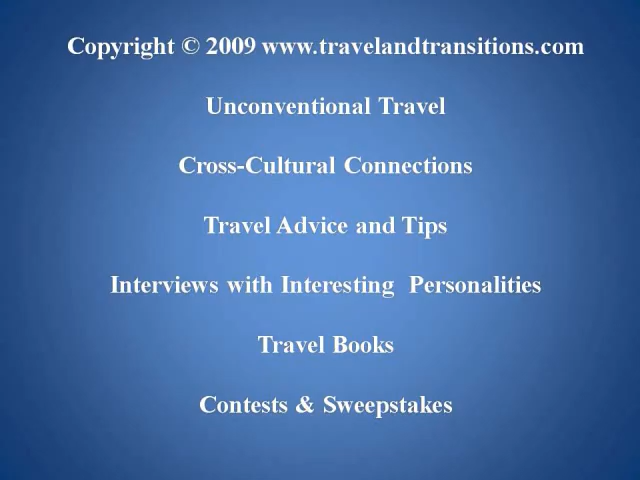 Copyright © 2009 www.travelandtransitions.com
Unconventional Travel
Cross-Cultural Connections
Travel Advice and Tips
Interviews with Interesting  Personalities
Travel Books
Contests & Sweepstakes